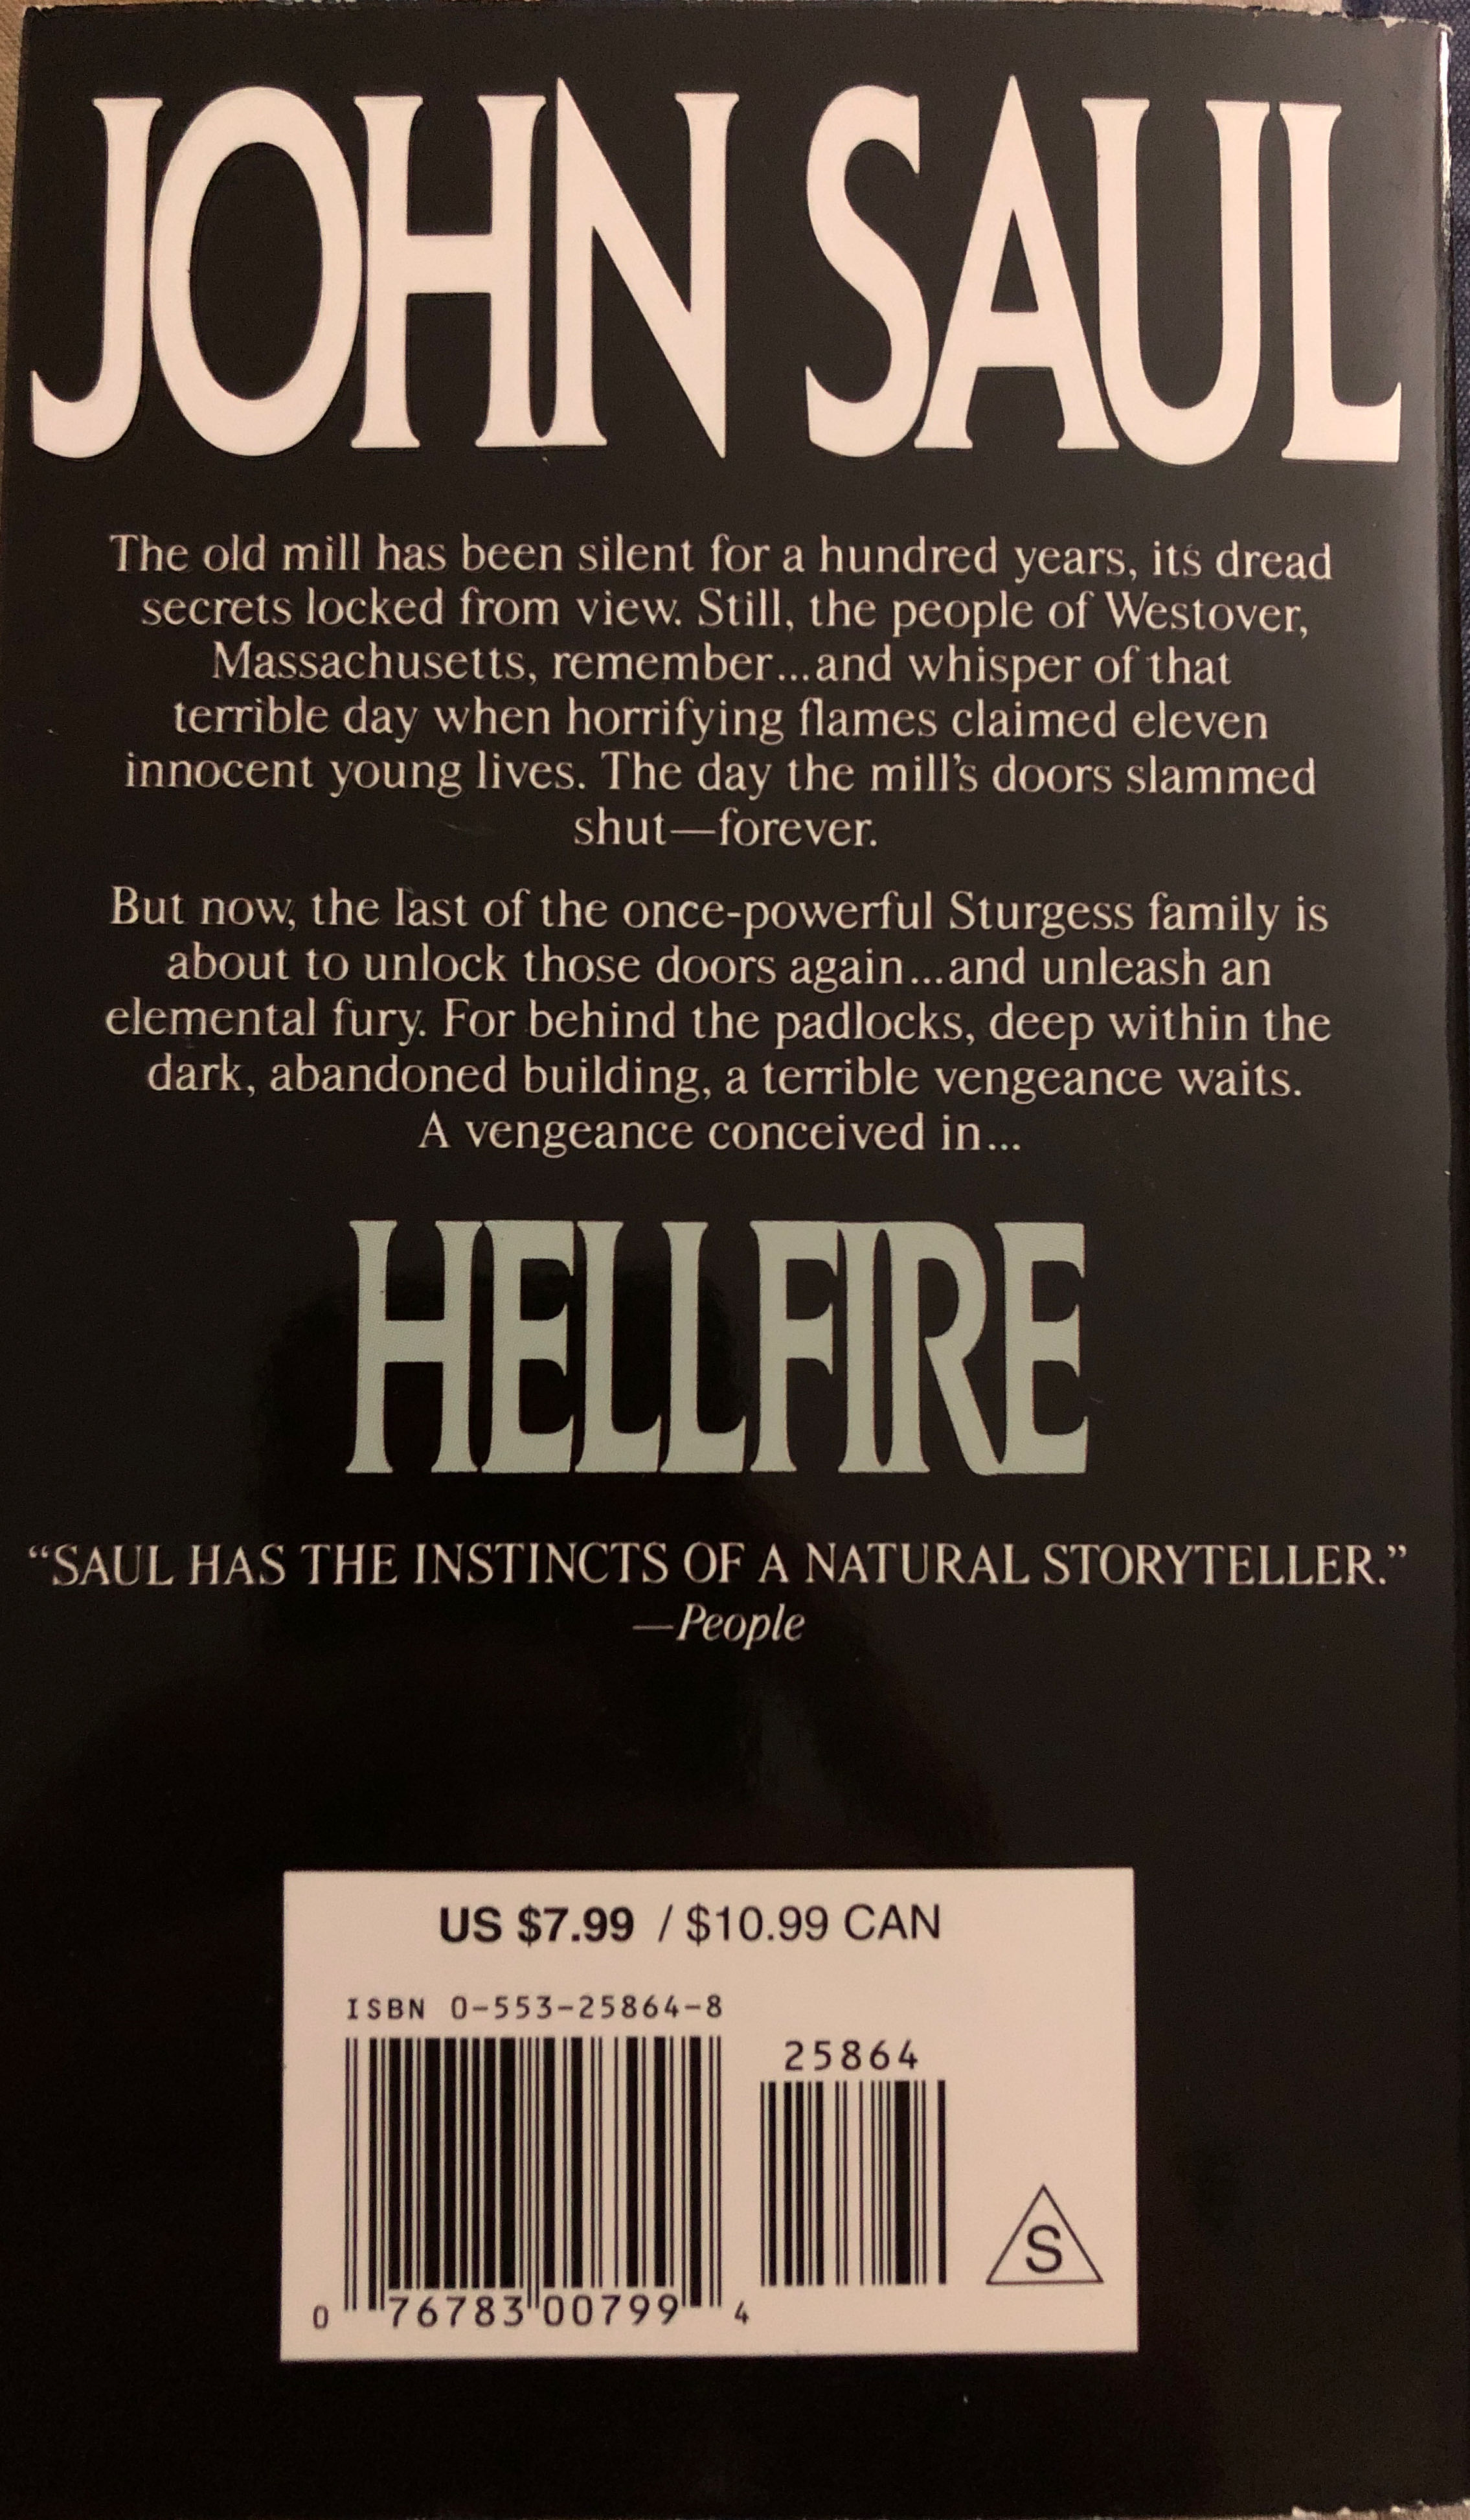 JOHN SAUL
The old mill has been silent for a hundred years, its dread
secrets locked from view. Still, the people of Westover,
Massachusetts, remember...and whisper of that
terrible day when horrifying flames claimed eleven
innocent young lives. The day the mill's doors slammed
shut—forever.
But now, the last of the once-powerful Sturgess family is
about to unlock those doors again...and unleash an
elemental fury. For behind the padlocks, deep within the
dark, abandoned building, a terrible vengeance waits.
A vengeance conceived in...
HELLFIRE
“SAUL HAS THE INSTINCTS OF A NATURAL STORYTELLER.”
—People
US $7.99 / $10.99 CAN
ISBN 0-553-25864-8
25864
S
0 76783 00799 4